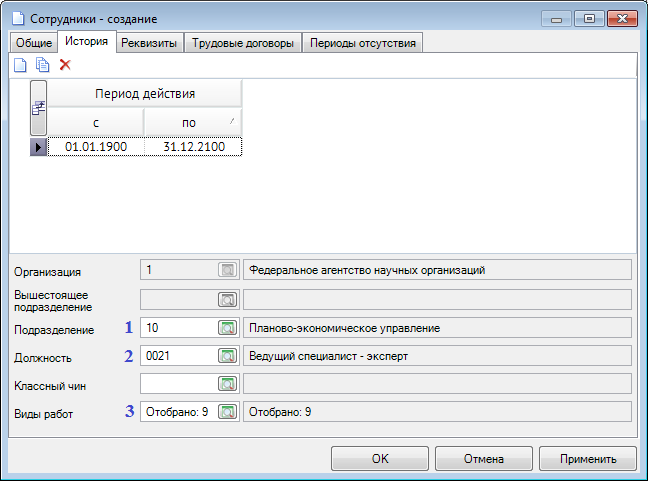 Сотрудники - создание
Общие История Реквизиты Трудовые договоры Периоды отсутствия
Период действия
с по
01.01.1900 31.12.2100
Организация 1 Федеральное агентство научных организаций
Вышестоящее
подразделение
Подразделение 1 10 Планово-экономическое управление
Должность 2 0021 Ведущий специалист - эксперт
Классный чин
Виды работ 3 Отобрано: 9 Отобрано: 9
OK Отмена Применить